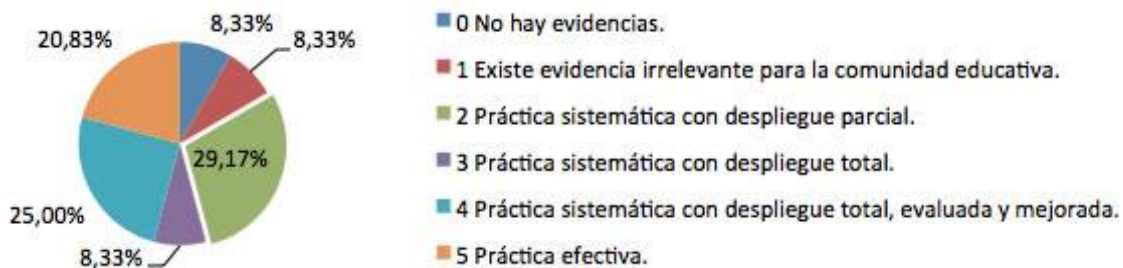 8,33%
8,33%
20,83%
29,17%
25,00%
8,33%
0 No hay evidencias.
1 Existe evidencia irrelevante para la comunidad educativa.
2 Práctica sistemática con despliegue parcial.
3 Práctica sistemática con despliegue total.
4 Práctica sistemática con despliegue total, evaluada y mejorada.
5 Práctica efectiva.